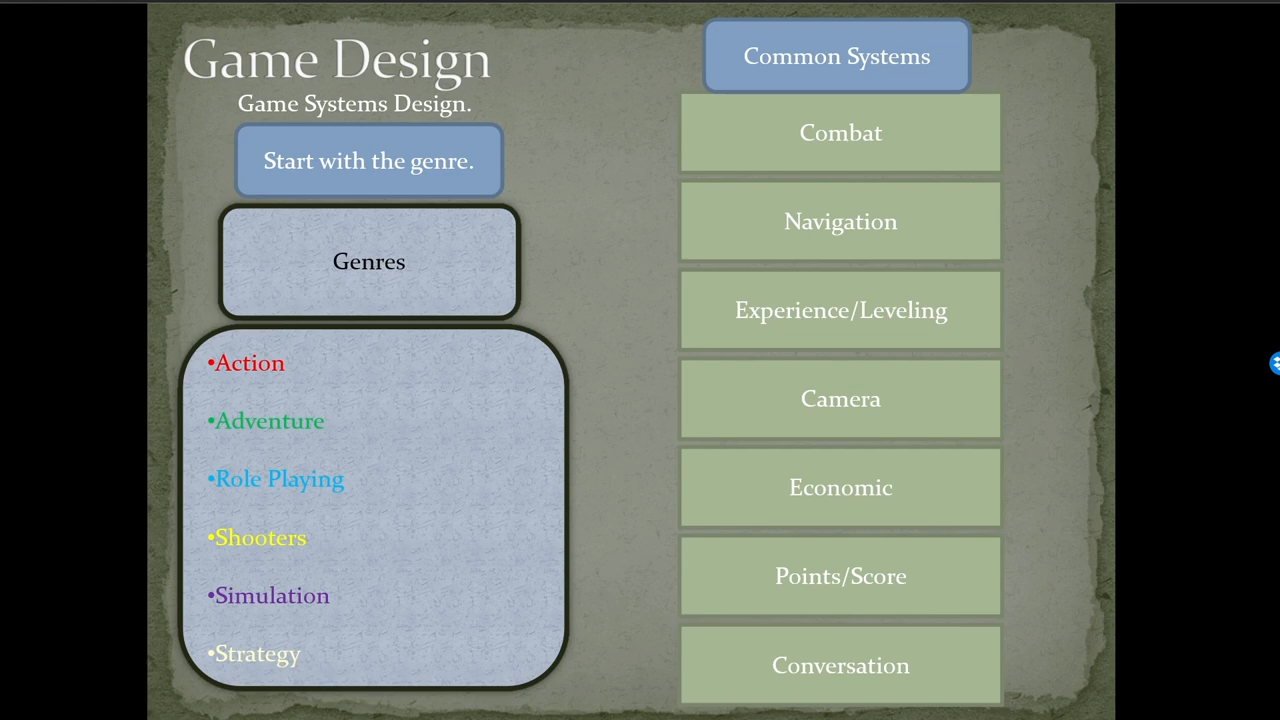 Game Design
Game Systems Design.
Start with the genre.
Genres
•Action
•Adventure
•Role Playing
•Shooters
•Simulation
•Strategy
Common Systems
Combat
Navigation
Experience/Leveling
Camera
Economic
Points/Score
Conversation